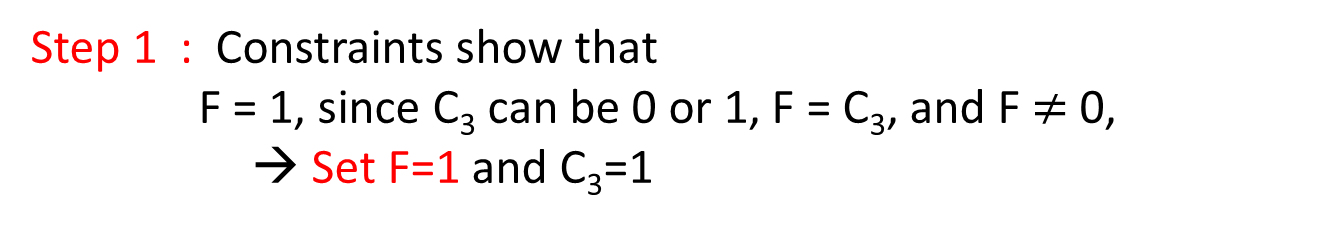 Step 1 : Constraints show that
F = 1, since C₃ can be 0 or 1, F = C₃, and F ≠ 0,
→ Set F=1 and C₃=1